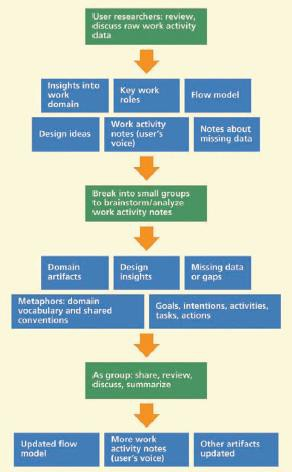 User researchers: review,
discuss raw work activity
data
Insights into
work
domain
Key work
roles
Flow model
Design ideas
Work activity
notes (user's
voice)
Notes about
missing data
Break into small groups
to brainstorm/analyze
work activity notes
Domain
artifacts
Design
insights
Missing data
or gaps
Metaphors: domain
vocabulary and shared
conventions
Goals, intentions, activities,
tasks, actions
As group: share, review,
discuss, summarize
Updated flow
model
More work
activity notes
(user's voice)
Other artifacts
updated